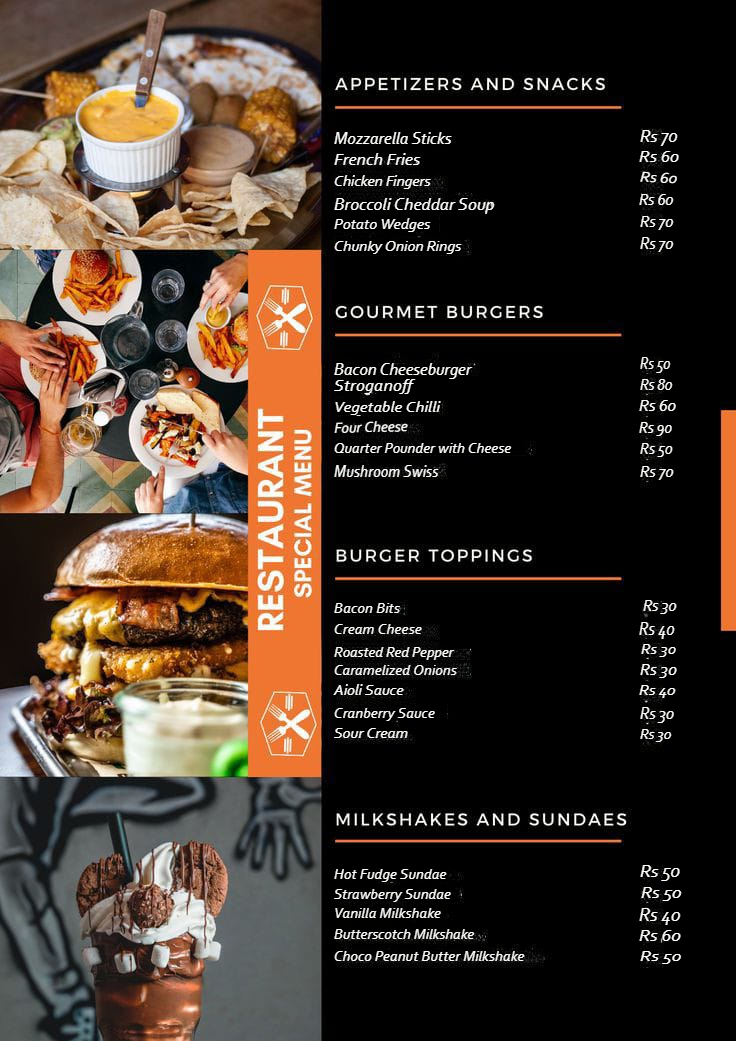 APPETIZERS AND SNACKS
Mozzarella Sticks Rs 70
French Fries Rs 60
Chicken Fingers Rs 60
Broccoli Cheddar Soup Rs 60
Potato Wedges Rs 70
Chunky Onion Rings Rs 70
GOURMET BURGERS
Bacon Cheeseburger Rs 50
Stroganoff Rs 80
Vegetable Chilli Rs 60
Four Cheese Rs 90
Quarter Pounder with Cheese Rs 50
Mushroom Swiss Rs 70
RESTAURANT
SPECIAL MENU
BURGER TOPPINGS
Bacon Bits Rs 30
Cream Cheese Rs 40
Roasted Red Pepper Rs 30
Caramelized Onions Rs 30
Aioli Sauce Rs 40
Cranberry Sauce Rs 30
Sour Cream Rs 30
MILKSHAKES AND SUNDAES
Hot Fudge Sundae Rs 50
Strawberry Sundae Rs 50
Vanilla Milkshake Rs 40
Butterscotch Milkshake Rs 60
Choco Peanut Butter Milkshake Rs 50